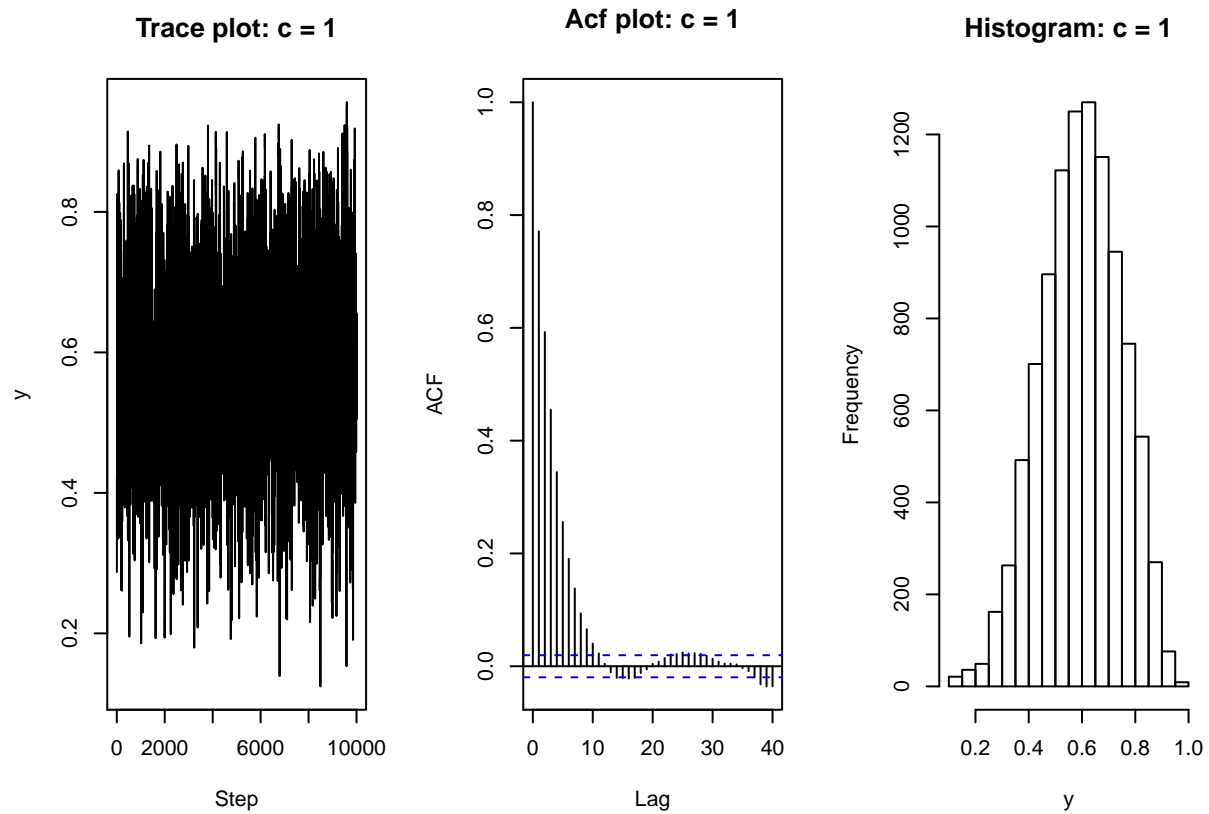 Trace plot: c = 1
y
0.2
0.4
0.6
0.8
0 2000 6000 10000
Step
Acf plot: c = 1
ACF
0.0
0.2
0.4
0.6
0.8
1.0
0 10 20 30 40
Lag
Histogram: c = 1
Frequency
0
200
400
600
800
1000
1200
0.2 0.4 0.6 0.8 1.0
y